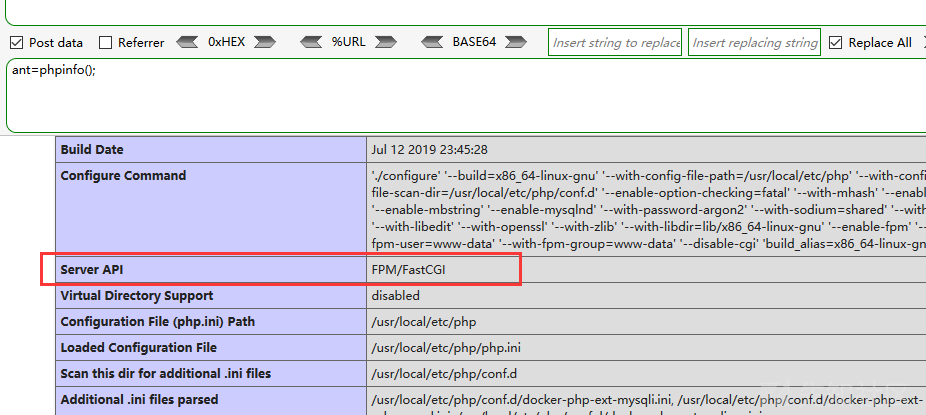 Post data Referrer 0xHEX %URL BASE64 Insert string to replace Insert replacing string Replace All
ant=phpinfo();
Build Date Jul 12 2019 23:45:28
Configure Command './configure' '--build=x86_64-linux-gnu' '--with-config-file-path=/usr/local/etc/php' '--with-confi
file-scan-dir=/usr/local/etc/php/conf.d' '--enable-option-checking=fatal' '--with-mhash' '--enabl
'--enable-mbstring' '--enable-mysqlnd' '--with-password-argon2' '--with-sodium=shared' '--with
'--with-libedit' '--with-openssl' '--with-zlib' '--with-libdir=lib/x86_64-linux-gnu' '--enable-fpm' '--
fpm-user=www-data' '--with-fpm-group=www-data' '--disable-cgi' 'build_alias=x86_64-linux-gn
Server API FPM/FastCGI
Virtual Directory Support disabled
Configuration File (php.ini) Path /usr/local/etc/php
Loaded Configuration File /usr/local/etc/php/php.ini
Scan this dir for additional .ini files /usr/local/etc/php/conf.d
Additional .ini files parsed /usr/local/etc/php/conf.d/docker-php-ext-mysqli.ini, /usr/local/etc/php/conf.d/docker-php-ext-